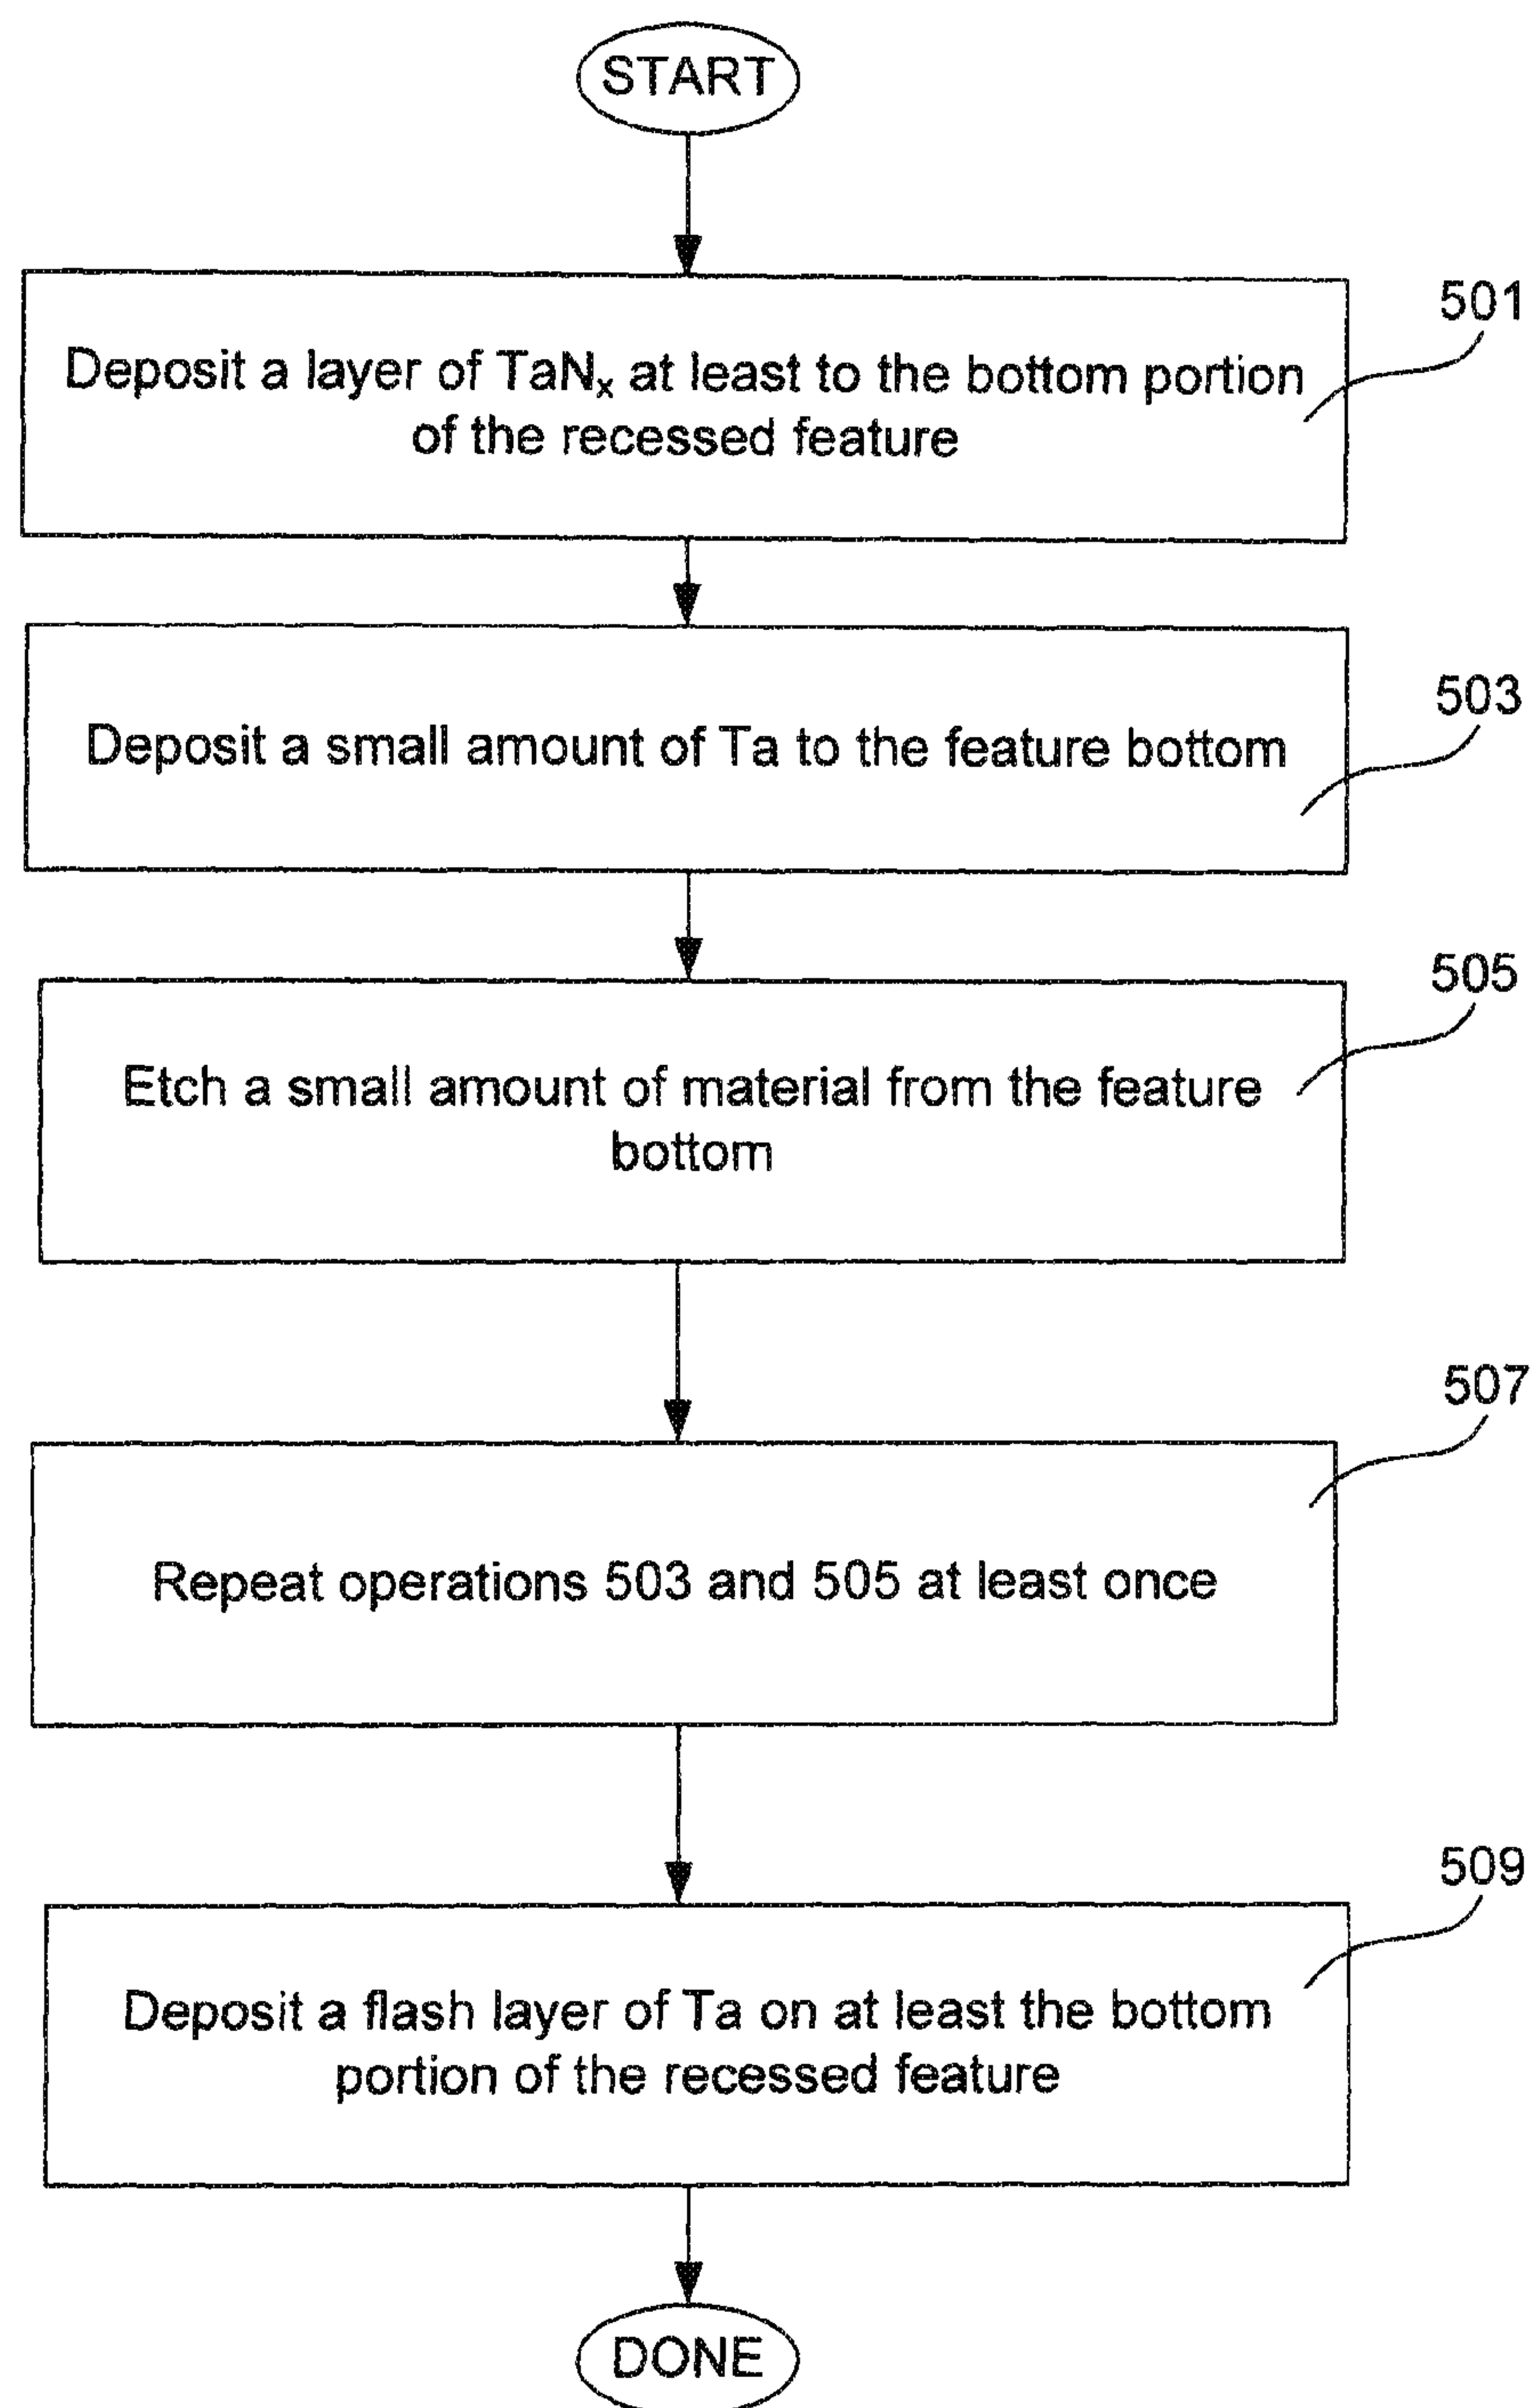 START
501
Deposit a layer of TaNₓ at least to the bottom portion
of the recessed feature
503
Deposit a small amount of Ta to the feature bottom
505
Etch a small amount of material from the feature
bottom
507
Repeat operations 503 and 505 at least once
509
Deposit a flash layer of Ta on at least the bottom
portion of the recessed feature
DONE